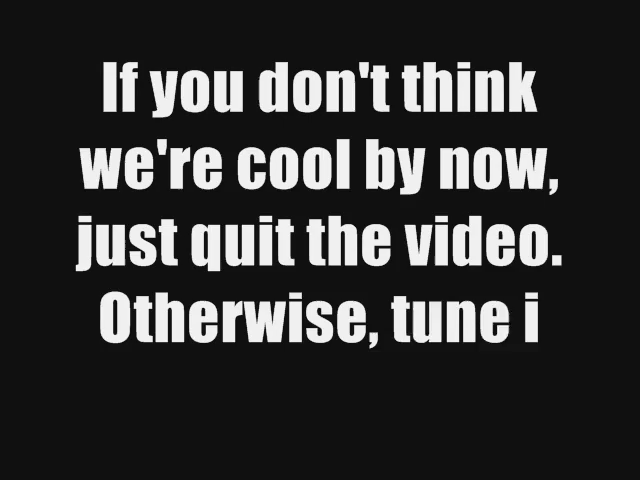 If you don't think
we're cool by now,
just quit the video.
Otherwise, tune i